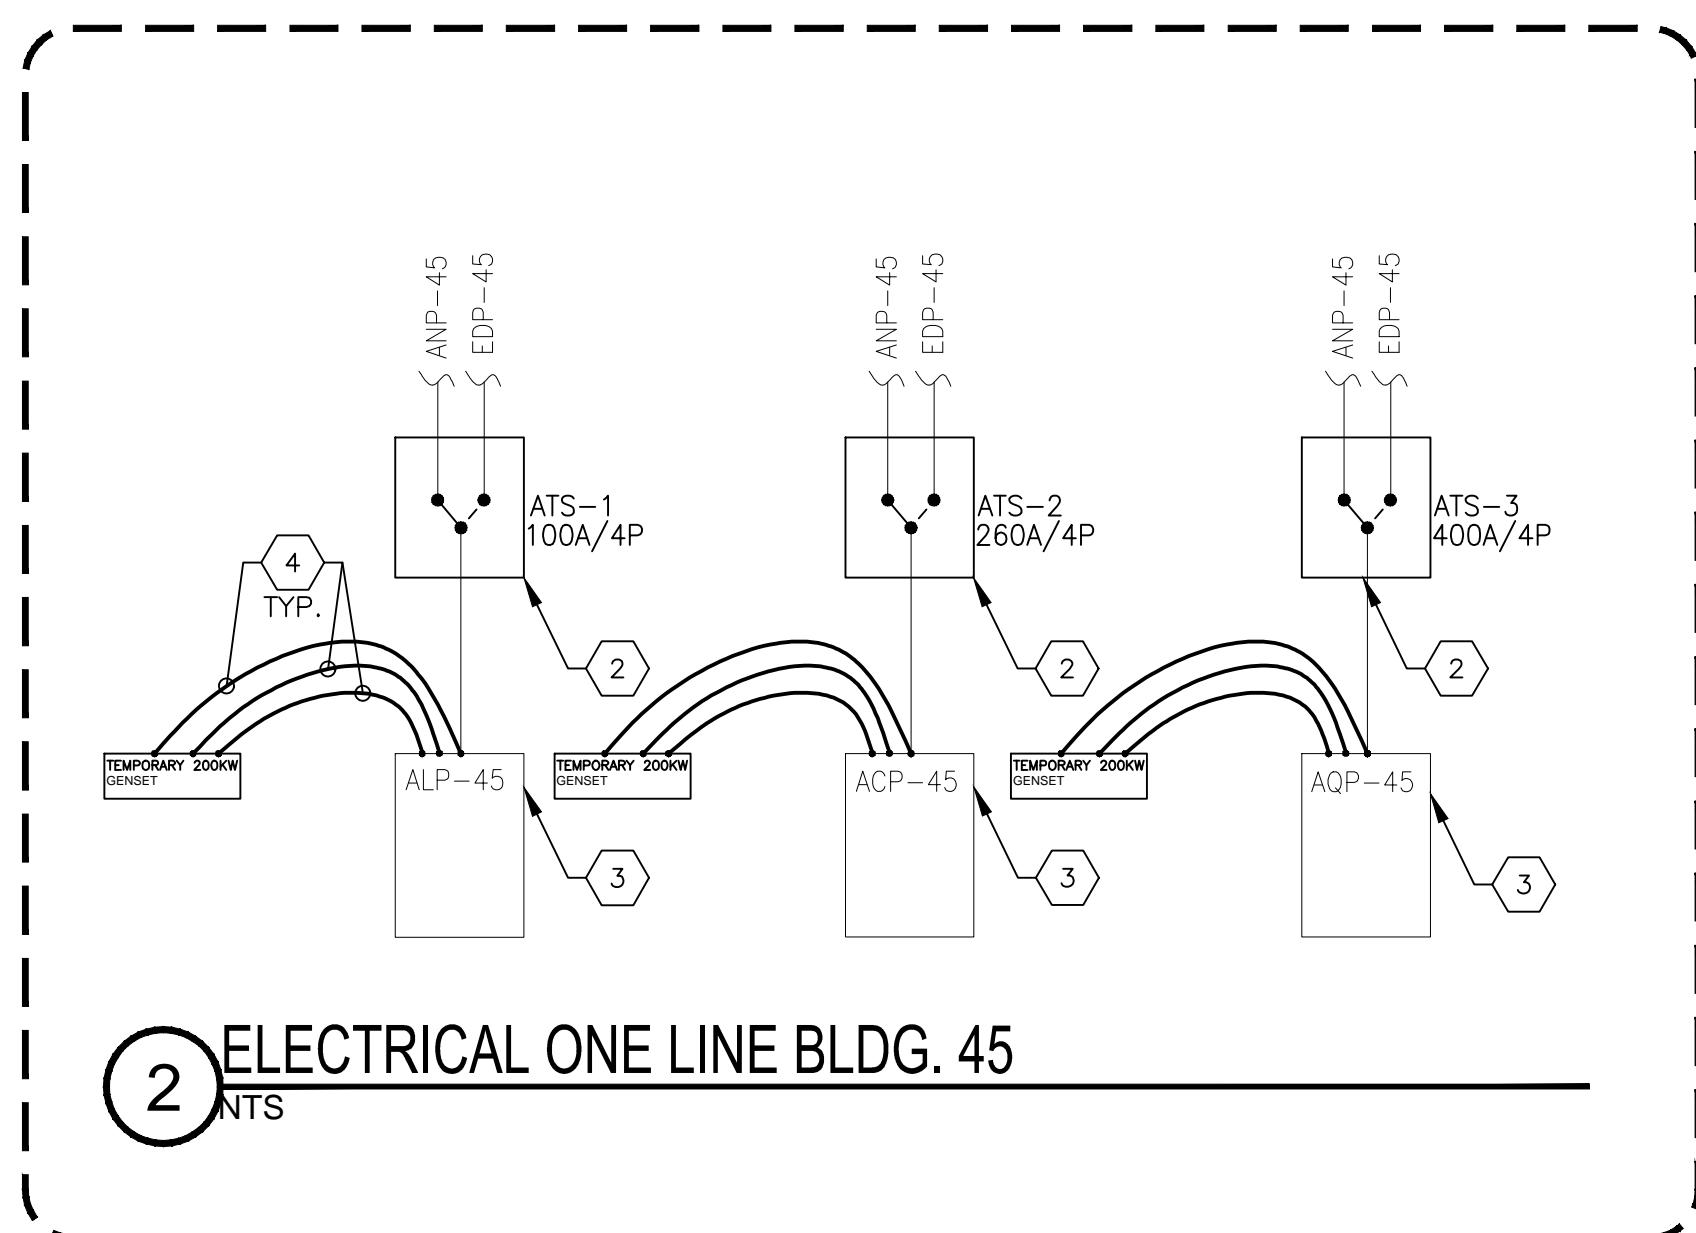 ANP-45
EDP-45
ANP-45
EDP-45
ANP-45
EDP-45
ATS-1
100A/4P
ATS-2
260A/4P
ATS-3
400A/4P
4
TYP.
2
2
2
TEMPORARY 200KW
GENSET
ALP-45
TEMPORARY 200KW
GENSET
ACP-45
TEMPORARY 200KW
GENSET
AQP-45
3
3
3
2
ELECTRICAL ONE LINE BLDG. 45
NTS